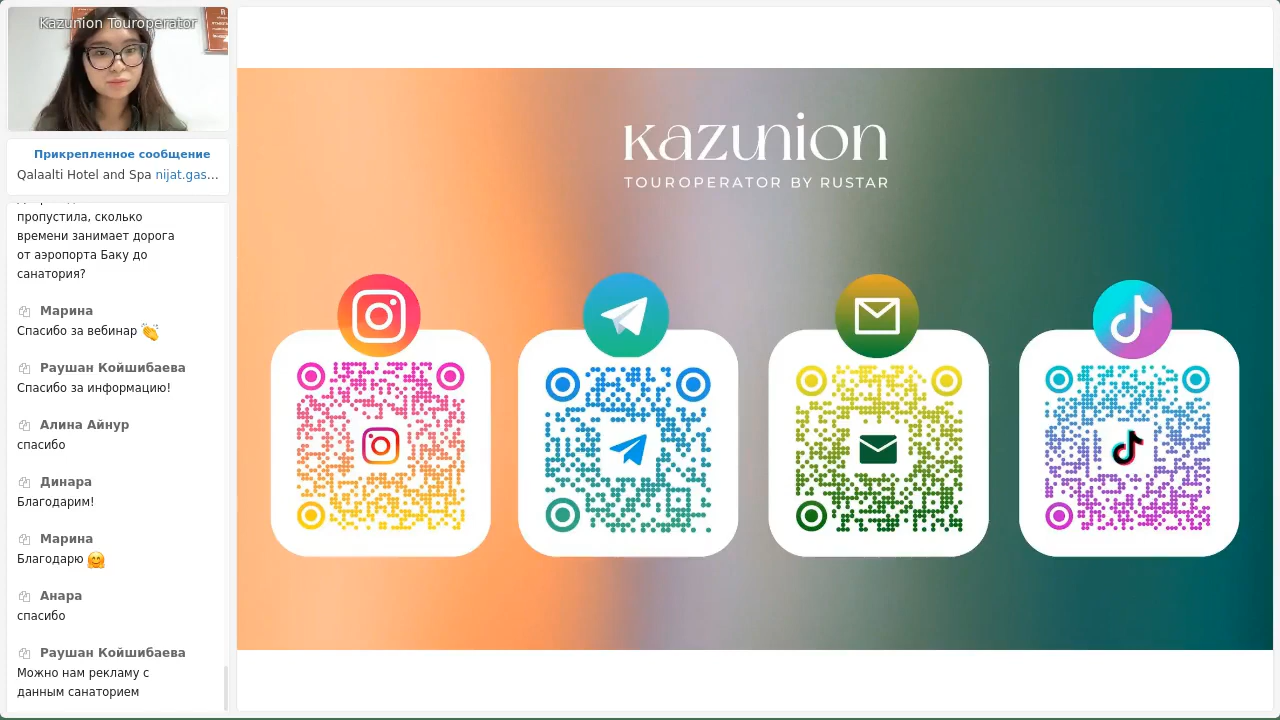 Kazunion Touroperator
Прикрепленное сообщение
Qalaalti Hotel and Spa nijat.gas...
пропустила, сколько
времени занимает дорога
от аэропорта Баку до
санатория?
Марина
Спасибо за вебинар 👏
Раушан Койшибаева
Спасибо за информацию!
Алина Айнур
спасибо
Динара
Благодарим!
Марина
Благодарю 🤗
Анара
спасибо
Раушан Койшибаева
Можно нам рекламу с
данным санаторием
kazunion
TOUROPERATOR BY RUSTAR